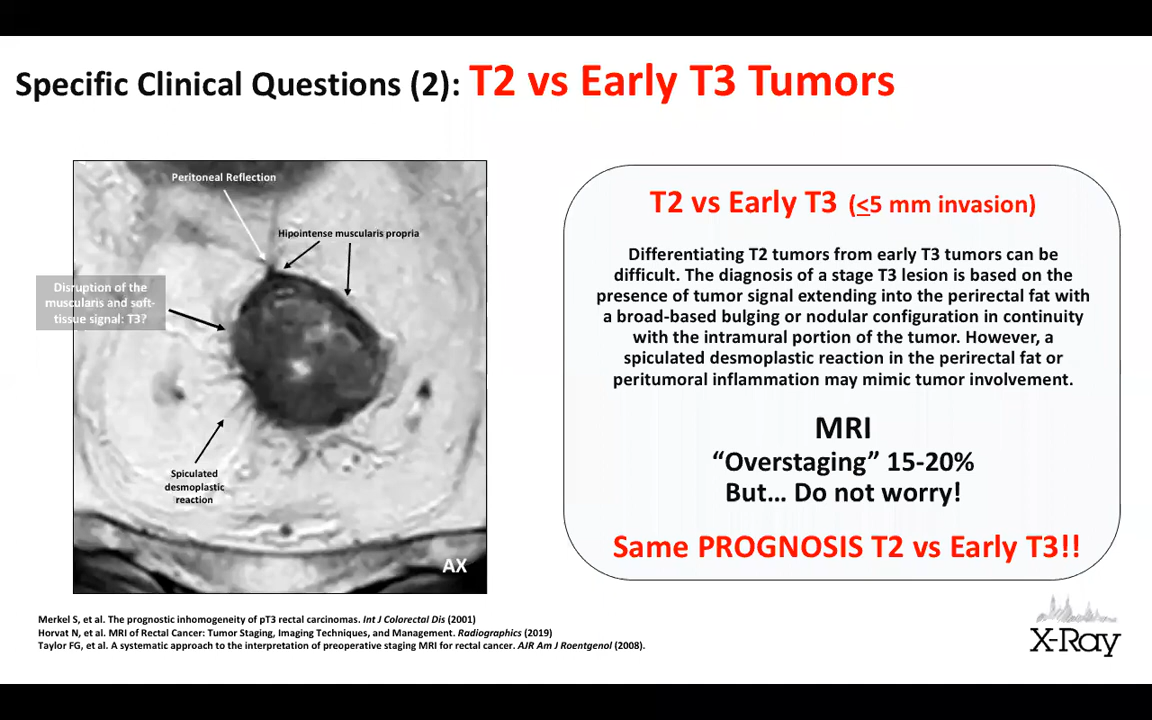 Specific Clinical Questions (2): T2 vs Early T3 Tumors
Peritoneal Reflection
Hipointense muscularis propria
Disruption of the
muscularis and soft-
tissue signal: T3?
Spiculated
desmoplastic
reaction
AX
T2 vs Early T3 (≤5 mm invasion)
Differentiating T2 tumors from early T3 tumors can be
difficult. The diagnosis of a stage T3 lesion is based on the
presence of tumor signal extending into the perirectal fat with
a broad-based bulging or nodular configuration in continuity
with the intramural portion of the tumor. However, a
spiculated desmoplastic reaction in the perirectal fat or
peritumoral inflammation may mimic tumor involvement.
MRI
“Overstaging” 15-20%
But… Do not worry!
Same PROGNOSIS T2 vs Early T3!!
Merkel S, et al. The prognostic inhomogeneity of pT3 rectal carcinomas. Int J Colorectal Dis (2001)
Horvat N, et al. MRI of Rectal Cancer: Tumor Staging, Imaging Techniques, and Management. Radiographics (2019)
Taylor FG, et al. A systematic approach to the interpretation of preoperative staging MRI for rectal cancer. AJR Am J Roentgenol (2008).
X-Ray